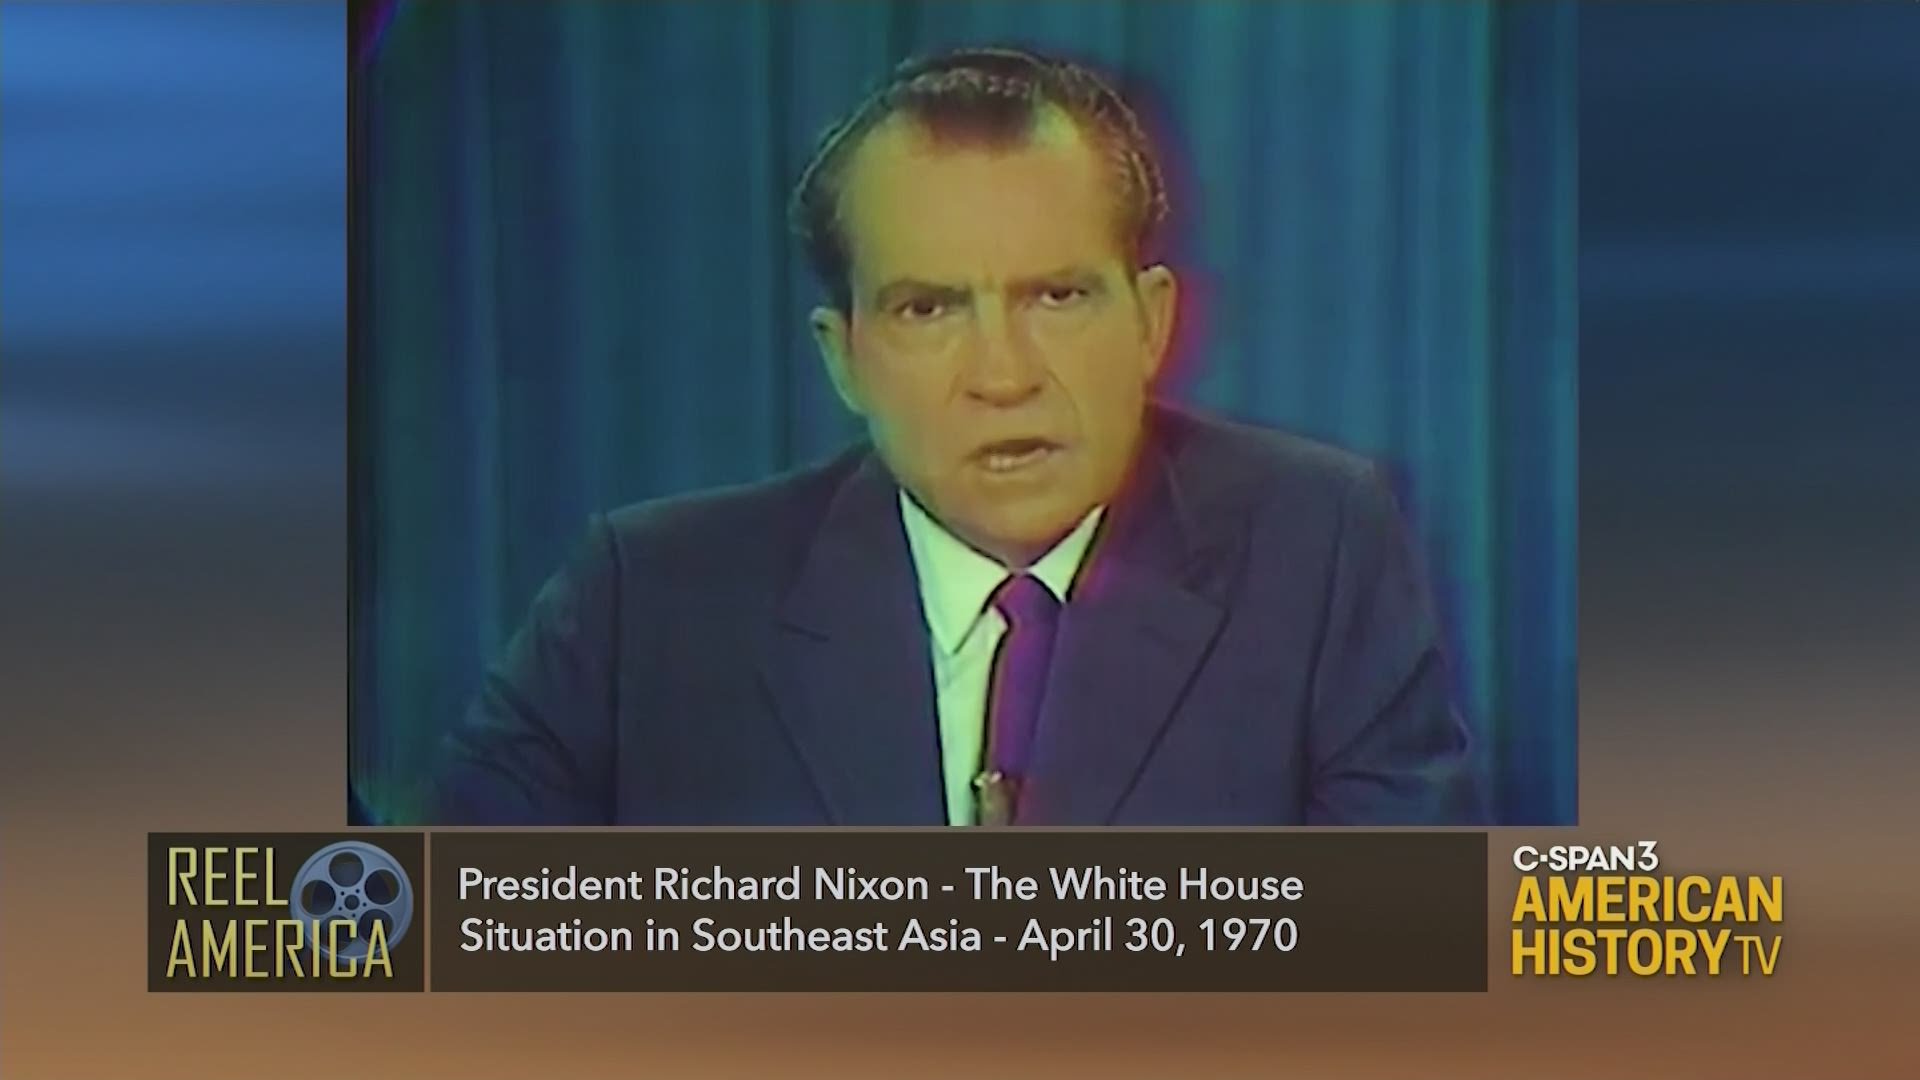 REEL
AMERICA
President Richard Nixon - The White House
Situation in Southeast Asia - April 30, 1970
C-SPAN3
AMERICAN
HISTORY TV